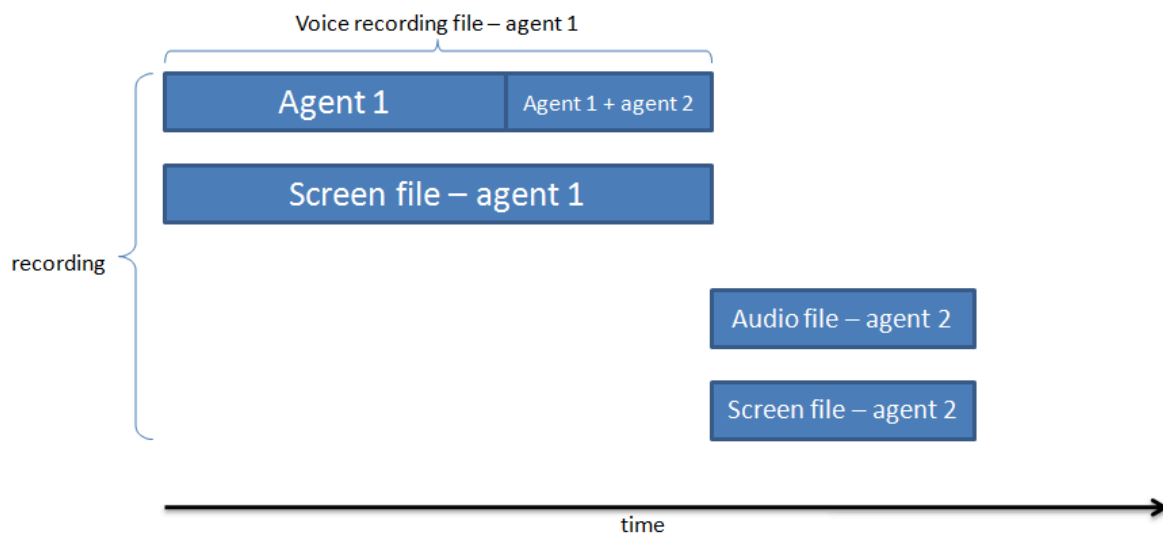 Voice recording file – agent 1
Agent 1
Agent 1 + agent 2
Screen file – agent 1
recording
Audio file – agent 2
Screen file – agent 2
time